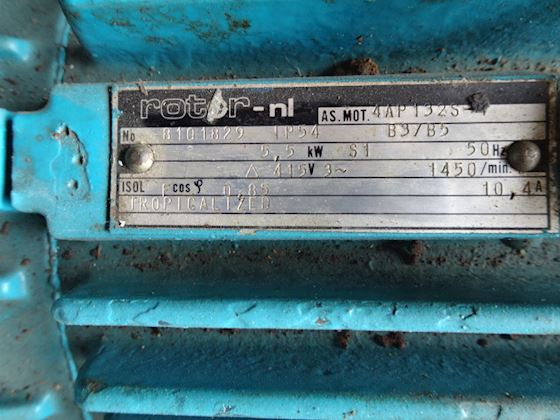 rotor-nl AS.MOT. 4AP132S-4
No 8101829 IP54 B3/B5
5,5 kW S1 50Hz
△ 415V 3~ 1450/min.
ISOL F cos φ 0,85 10,4A
TROPICALIZED